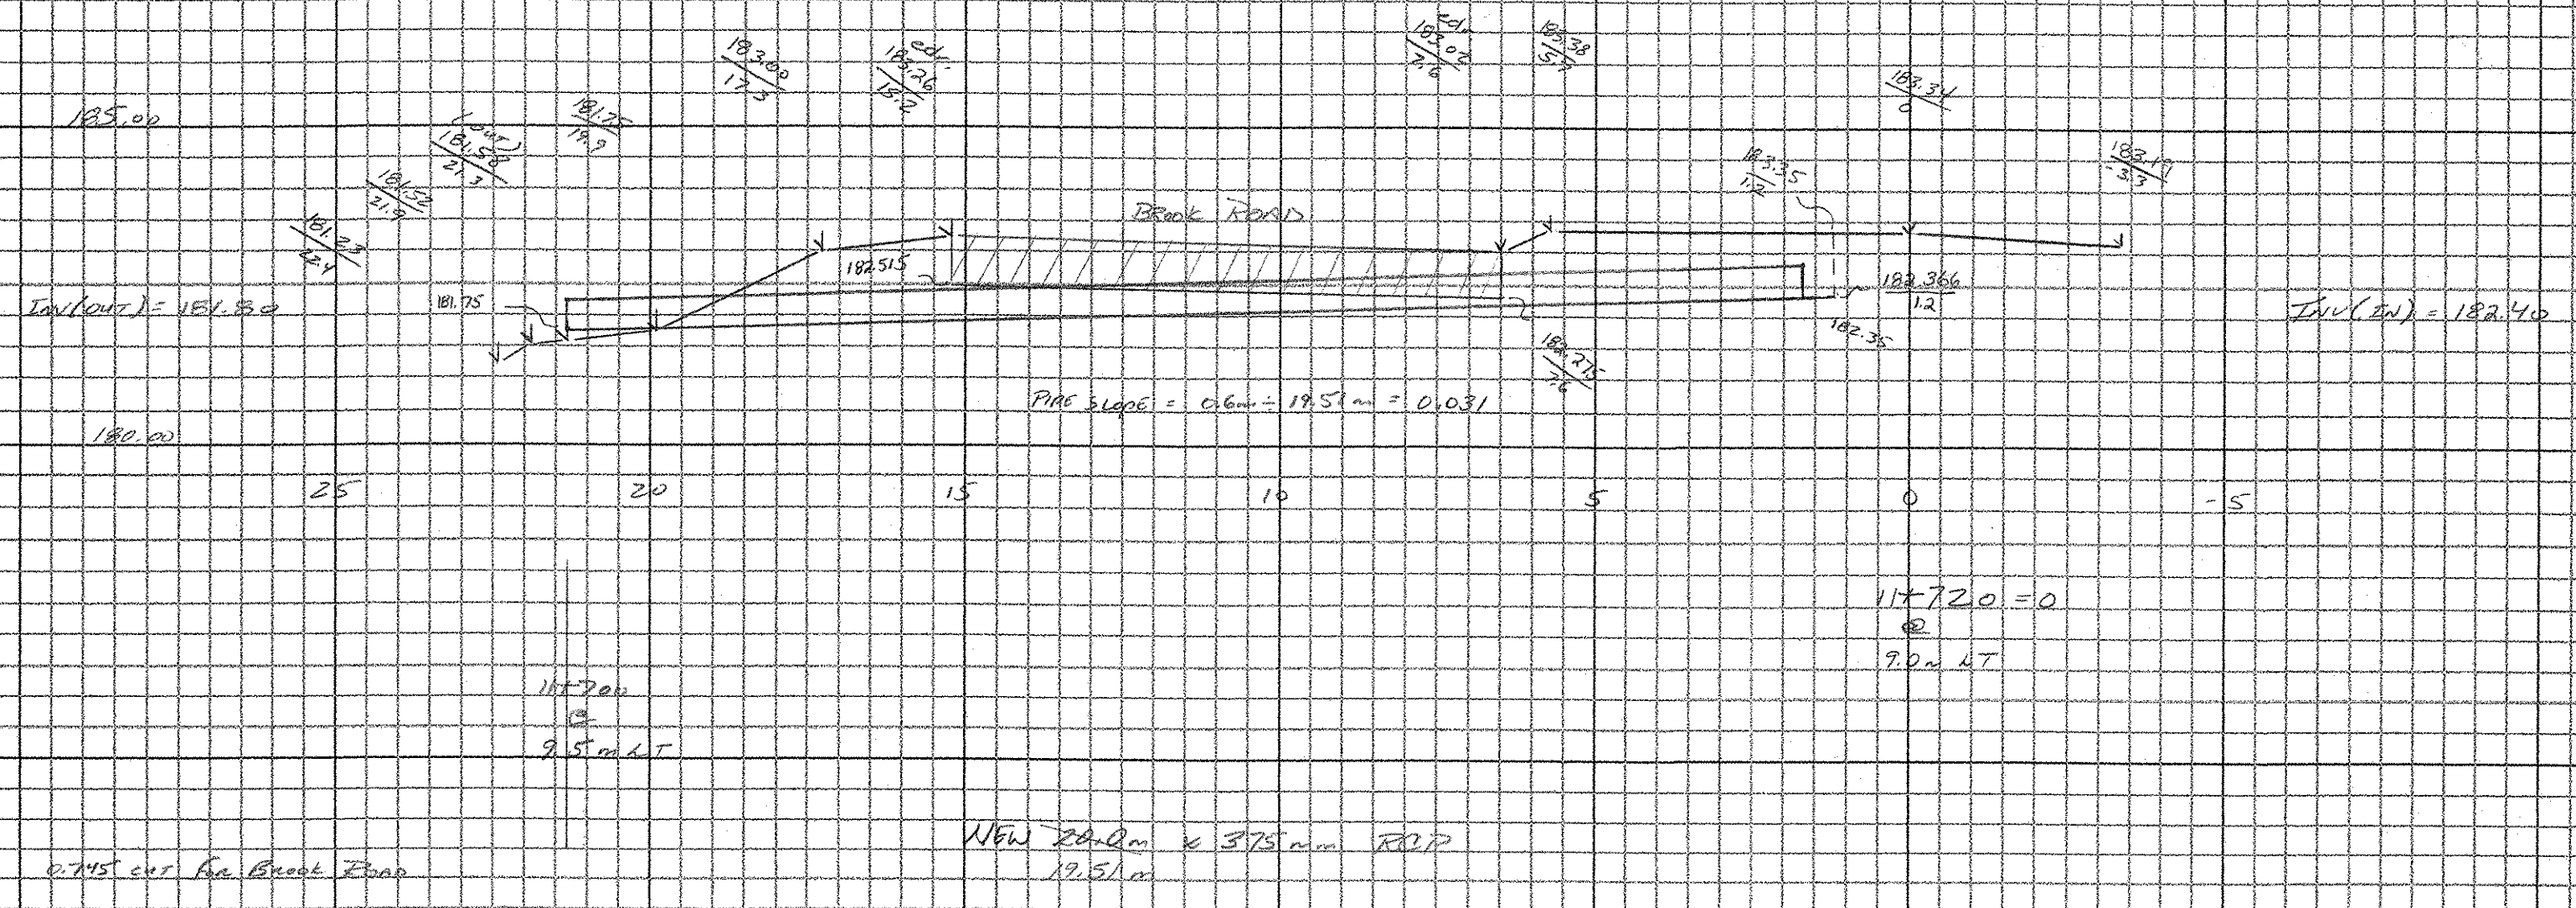 edr.
183.02
7.6
183.38
5.7
183.00
17.3
edr.
183.26
15.2
183.34
0
185.00
181.75
19.9
(out)
181.58
21.3
183.35
1.2
183.19
-3.3
181.52
21.9
181.23
22.4
BROOK ROAD
182.515
INV(OUT) = 181.80
181.75
182.366
1.2
INV(IN) = 182.40
182.35
182.275
7.6
PIPE SLOPE = 0.6m ÷ 19.51m = 0.031
180.00
25 20 15 10 5 0 -5
11+720 = 0
@
9.0m LT
11+700
@
9.5m LT
NEW 20.0m x 375mm RCP
19.51m
0.745 CUT FOR BROOK ROAD